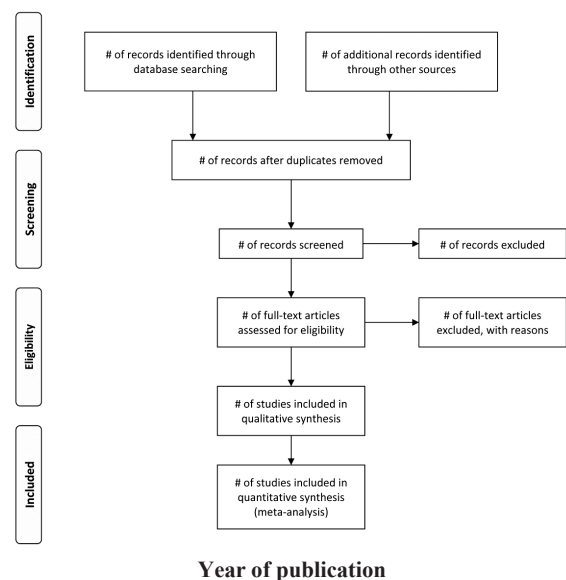 Identification
# of records identified through
database searching
# of additional records identified
through other sources
# of records after duplicates removed
Screening
# of records screened
# of records excluded
Eligibility
# of full-text articles
assessed for eligibility
# of full-text articles
excluded, with reasons
# of studies included in
qualitative synthesis
Included
# of studies included in
quantitative synthesis
(meta-analysis)
Year of publication